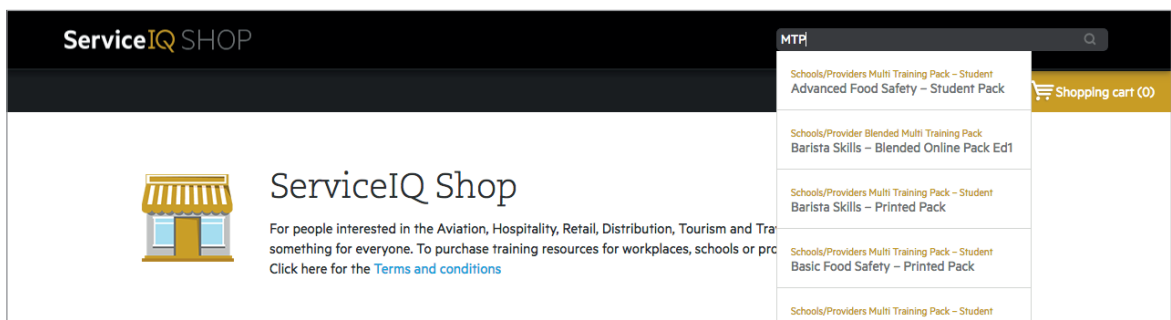 ServiceIQ SHOP
MTP
Schools/Providers Multi Training Pack – Student
Advanced Food Safety – Student Pack
Shopping cart (0)
Schools/Provider Blended Multi Training Pack
Barista Skills – Blended Online Pack Ed1
Schools/Providers Multi Training Pack – Student
Barista Skills – Printed Pack
Schools/Providers Multi Training Pack – Student
Basic Food Safety – Printed Pack
Schools/Providers Multi Training Pack – Student
ServiceIQ Shop
For people interested in the Aviation, Hospitality, Retail, Distribution, Tourism and Tra
something for everyone. To purchase training resources for workplaces, schools or pro
Click here for the Terms and conditions